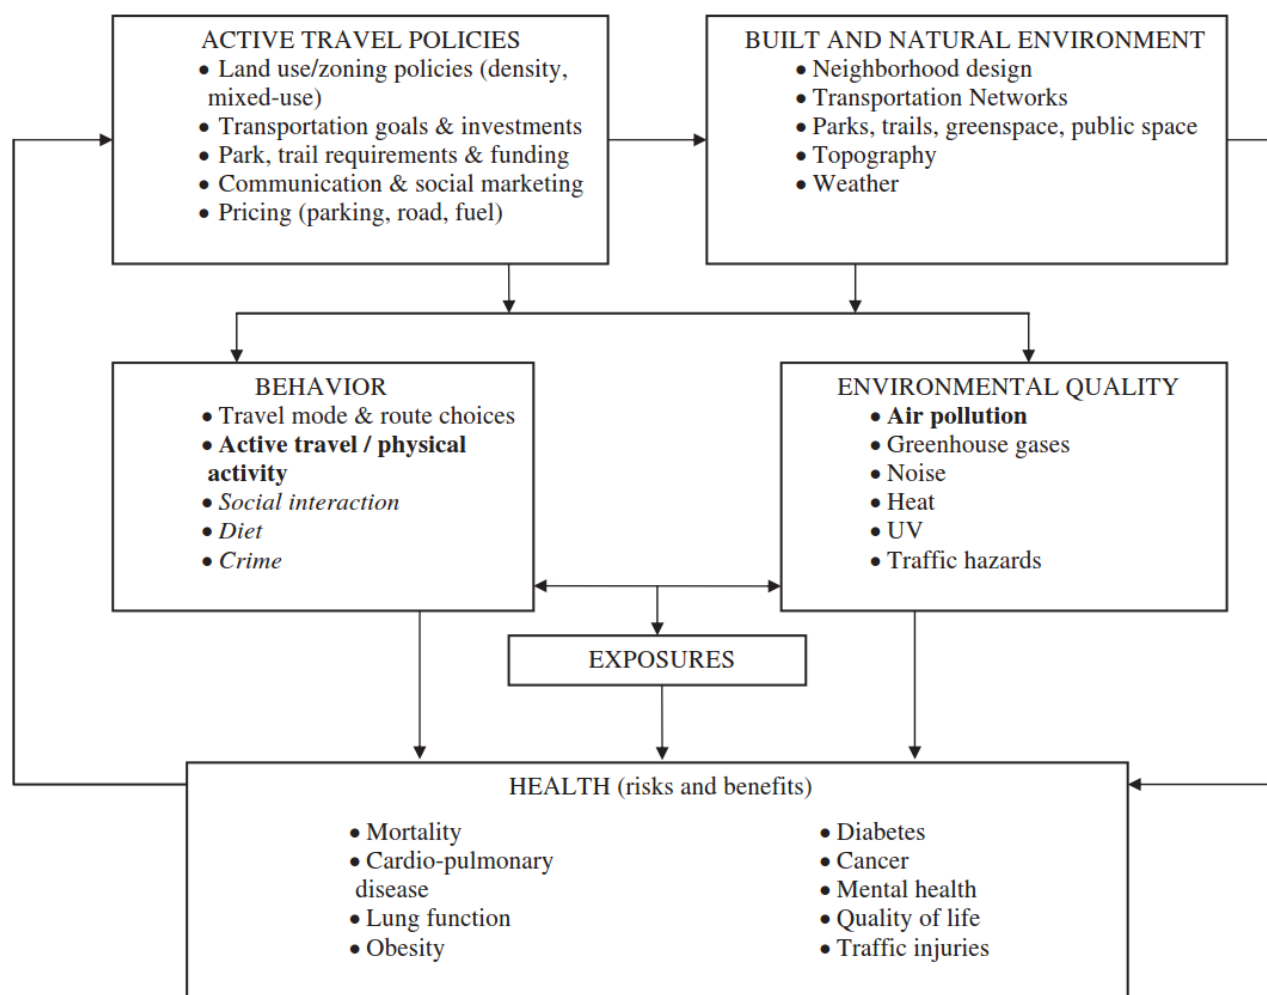 ACTIVE TRAVEL POLICIES
• Land use/zoning policies (density,
mixed-use)
• Transportation goals & investments
• Park, trail requirements & funding
• Communication & social marketing
• Pricing (parking, road, fuel)
BUILT AND NATURAL ENVIRONMENT
• Neighborhood design
• Transportation Networks
• Parks, trails, greenspace, public space
• Topography
• Weather
BEHAVIOR
• Travel mode & route choices
• Active travel / physical
activity
• Social interaction
• Diet
• Crime
ENVIRONMENTAL QUALITY
• Air pollution
• Greenhouse gases
• Noise
• Heat
• UV
• Traffic hazards
EXPOSURES
HEALTH (risks and benefits)
• Mortality
• Cardio-pulmonary
disease
• Lung function
• Obesity
• Diabetes
• Cancer
• Mental health
• Quality of life
• Traffic injuries